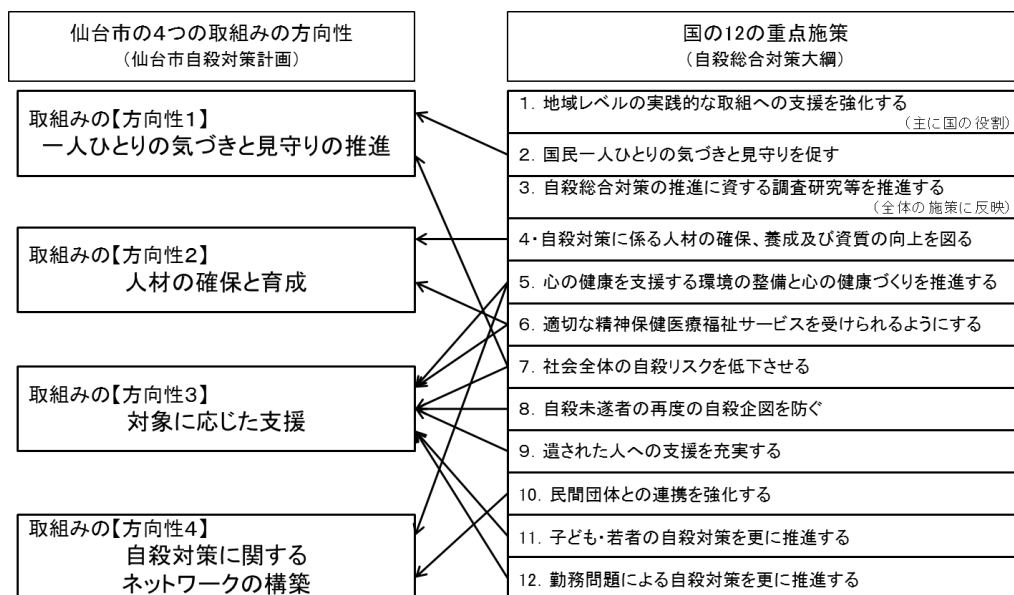 仙台市の4つの取組みの方向性
（仙台市自殺対策計画）
取組みの【方向性1】
一人ひとりの気づきと見守りの推進
取組みの【方向性2】
人材の確保と育成
取組みの【方向性3】
対象に応じた支援
取組みの【方向性4】
自殺対策に関する
ネットワークの構築
国の12の重点施策
（自殺総合対策大綱）
1．地域レベルの実践的な取組への支援を強化する
（主に国の役割）
2．国民一人ひとりの気づきと見守りを促す
3．自殺総合対策の推進に資する調査研究等を推進する
（全体の施策に反映）
4・自殺対策に係る人材の確保、養成及び資質の向上を図る
5．心の健康を支援する環境の整備と心の健康づくりを推進する
6．適切な精神保健医療福祉サービスを受けられるようにする
7．社会全体の自殺リスクを低下させる
8．自殺未遂者の再度の自殺企図を防ぐ
9．遺された人への支援を充実する
10．民間団体との連携を強化する
11．子ども・若者の自殺対策を更に推進する
12．勤務問題による自殺対策を更に推進する